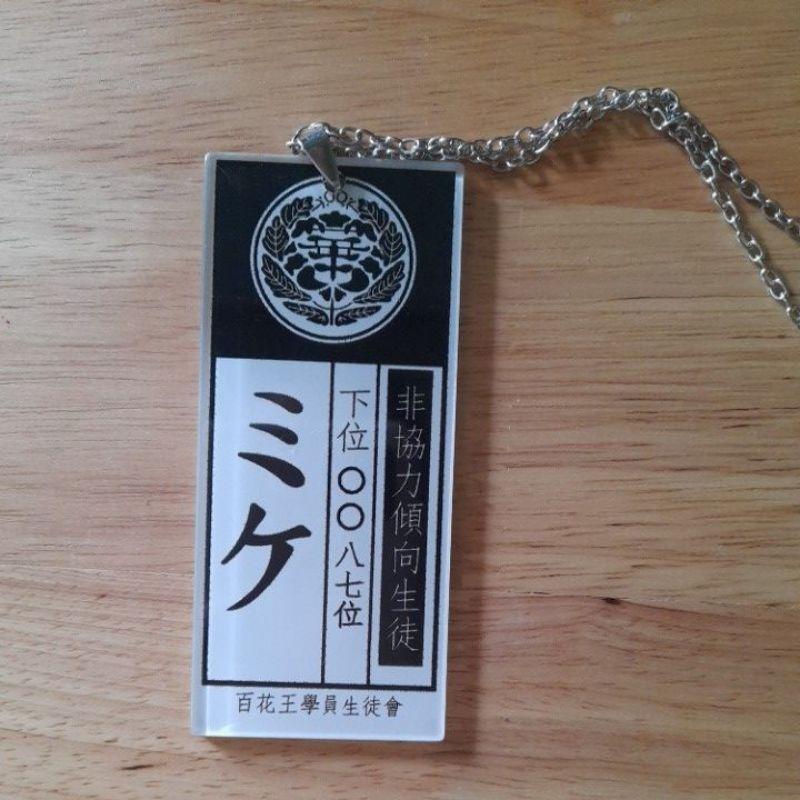 華
非協力傾向生徒
下位〇〇八七位
ミケ
百花王學員生徒會